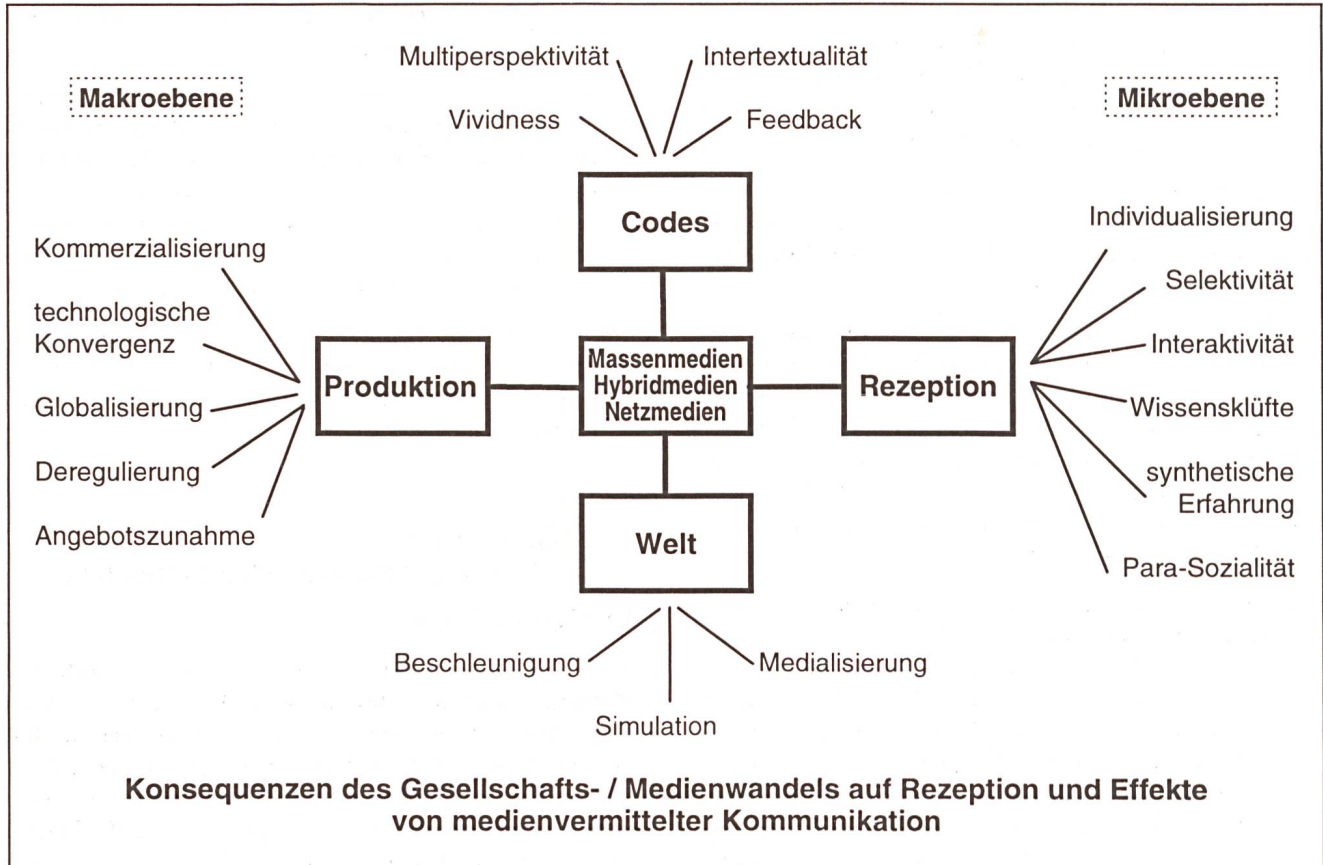 Multiperspektivität Intertextualität
Makroebene Mikroebene
Vividness Feedback
Codes
Individualisierung
Kommerzialisierung
Selektivität
technologische
Konvergenz
Interaktivität
Massenmedien
Produktion Hybridmedien Rezeption
Netzmedien
Globalisierung Wissensklüfte
Deregulierung
synthetische
Erfahrung
Angebotszunahme
Welt
Para-Sozialität
Beschleunigung Medialisierung
Simulation
Konsequenzen des Gesellschafts- / Medienwandels auf Rezeption und Effekte
von medienvermittelter Kommunikation